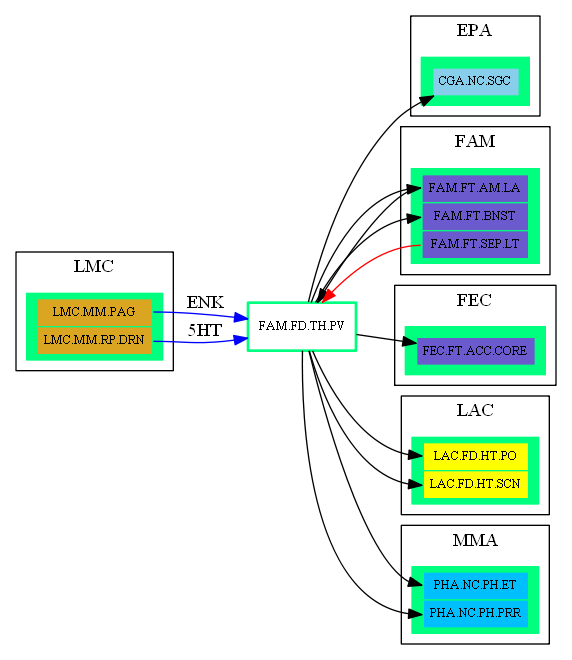 EPA
CGA.NC.SGC
FAM
FAM.FT.AM.LA
FAM.FT.BNST
FAM.FT.SEP.LT
LMC
LMC.MM.PAG
LMC.MM.RP.DRN
ENK
5HT
FAM.FD.TH.PV
FEC
FEC.FT.ACC.CORE
LAC
LAC.FD.HT.PO
LAC.FD.HT.SCN
MMA
PHA.NC.PH.ET
PHA.NC.PH.PRR